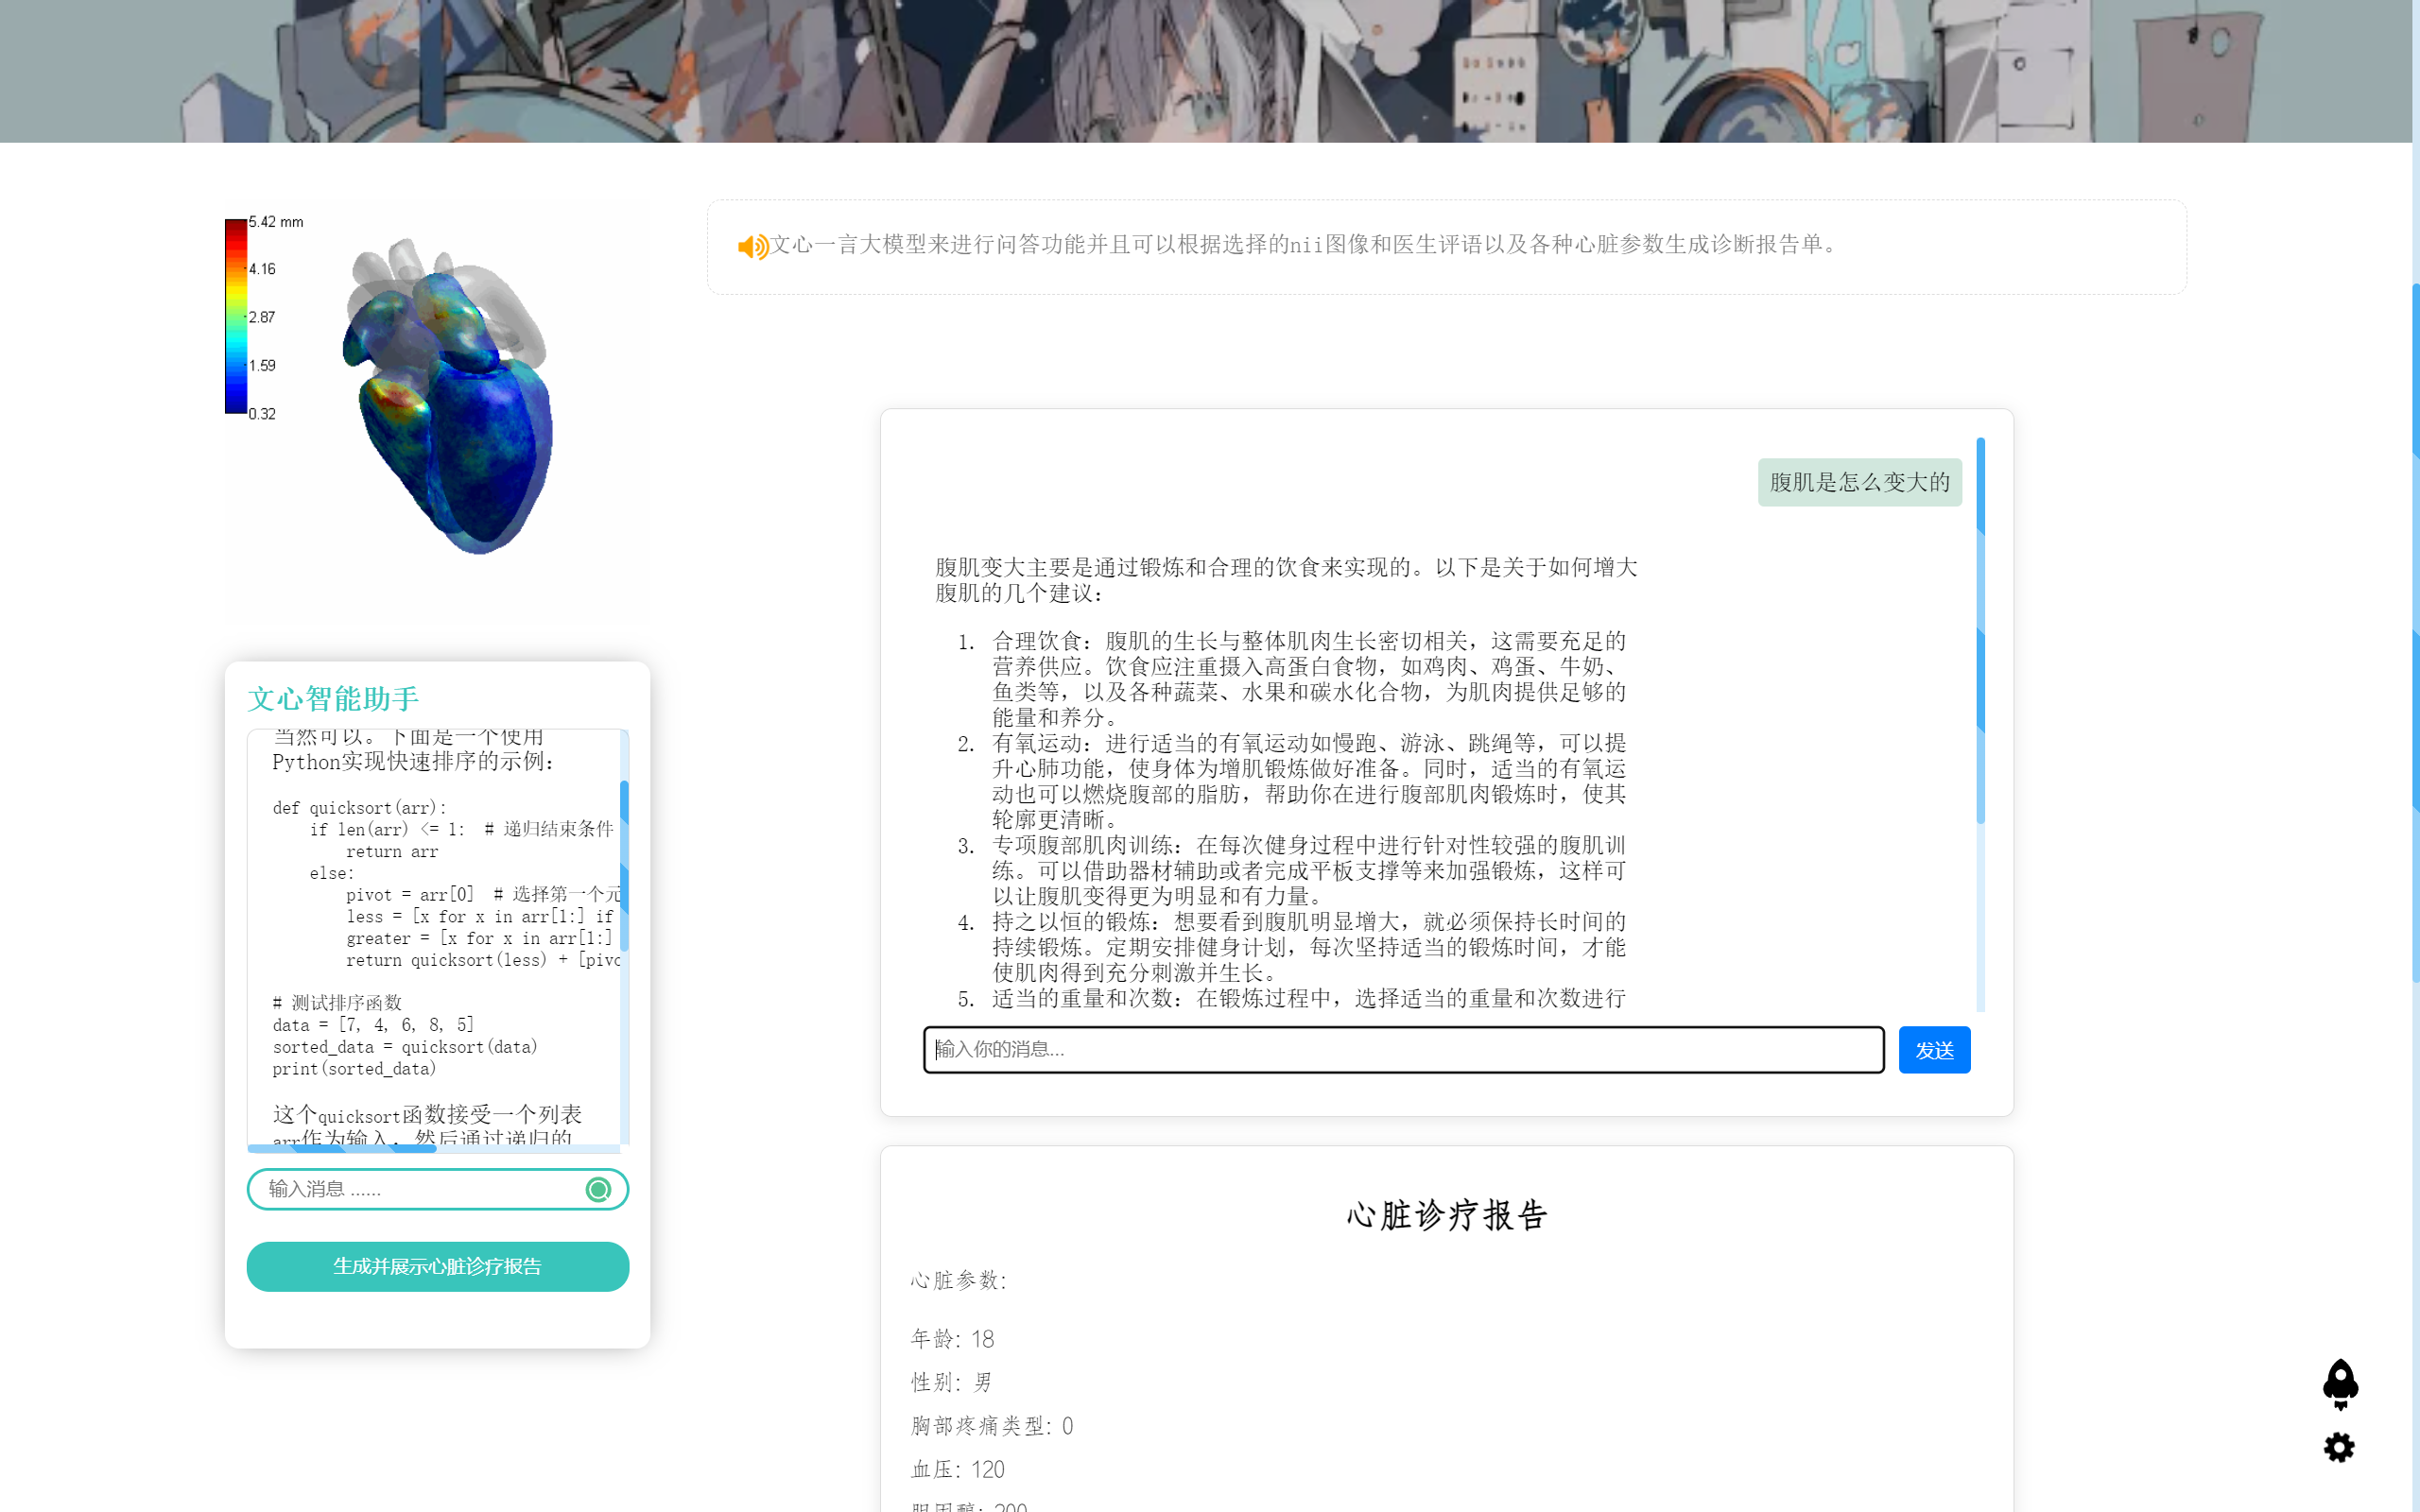 5.42 mm
4.16
2.87
1.59
0.32
文心一言大模型来进行问答功能并且可以根据选择的nii图像和医生评语以及各种心脏参数生成诊断报告单。
文心智能助手
当然可以。下面是一个使用
Python实现快速排序的示例：
def quicksort(arr):
    if len(arr) <= 1:  # 递归结束条件
        return arr
    else:
        pivot = arr[0]  # 选择第一个元
        less = [x for x in arr[1:] if
        greater = [x for x in arr[1:]
        return quicksort(less) + [pivo
# 测试排序函数
data = [7, 4, 6, 8, 5]
sorted_data = quicksort(data)
print(sorted_data)
这个quicksort函数接受一个列表
arr作为输入，然后通过递归的
输入消息 ......
生成并展示心脏诊疗报告
腹肌是怎么变大的
腹肌变大主要是通过锻炼和合理的饮食来实现的。以下是关于如何增大
腹肌的几个建议：
1. 合理饮食：腹肌的生长与整体肌肉生长密切相关，这需要充足的
营养供应。饮食应注重摄入高蛋白食物，如鸡肉、鸡蛋、牛奶、
鱼类等，以及各种蔬菜、水果和碳水化合物，为肌肉提供足够的
能量和养分。
2. 有氧运动：进行适当的有氧运动如慢跑、游泳、跳绳等，可以提
升心肺功能，使身体为增肌锻炼做好准备。同时，适当的有氧运
动也可以燃烧腹部的脂肪，帮助你在进行腹部肌肉锻炼时，使其
轮廓更清晰。
3. 专项腹部肌肉训练：在每次健身过程中进行针对性较强的腹肌训
练。可以借助器材辅助或者完成平板支撑等来加强锻炼，这样可
以让腹肌变得更为明显和有力量。
4. 持之以恒的锻炼：想要看到腹肌明显增大，就必须保持长时间的
持续锻炼。定期安排健身计划，每次坚持适当的锻炼时间，才能
使肌肉得到充分刺激并生长。
5. 适当的重量和次数：在锻炼过程中，选择适当的重量和次数进行
输入你的消息...
发送
心脏诊疗报告
心脏参数:
年龄: 18
性别: 男
胸部疼痛类型: 0
血压: 120
胆固醇: 200